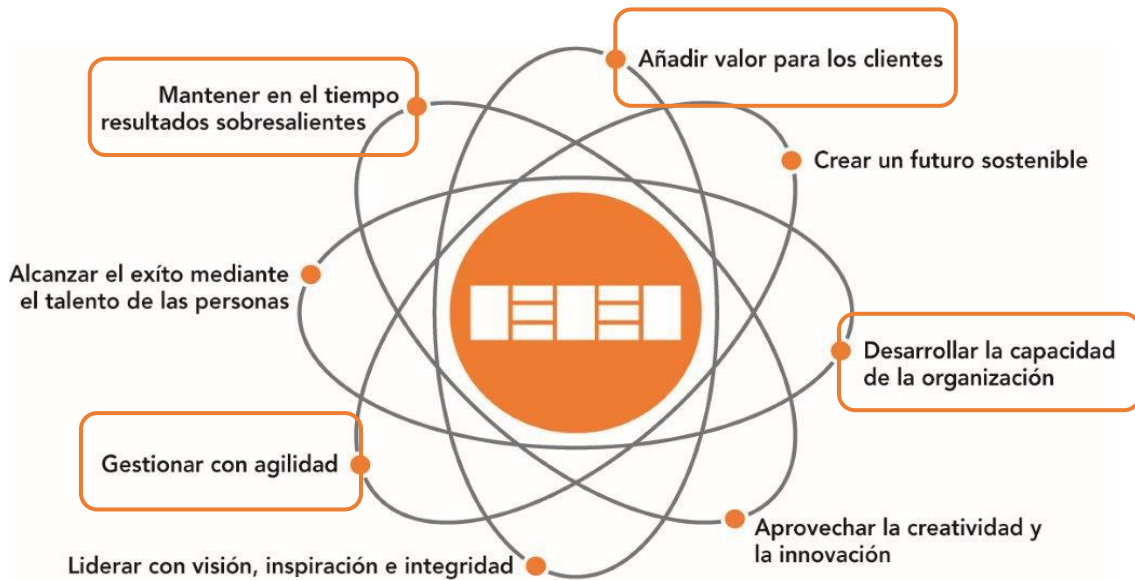 Añadir valor para los clientes
Mantener en el tiempo
resultados sobresalientes
Crear un futuro sostenible
Alcanzar el exíto mediante
el talento de las personas
Desarrollar la capacidad
de la organización
Gestionar con agilidad
Aprovechar la creatividad y
la innovación
Liderar con visión, inspiración e integridad